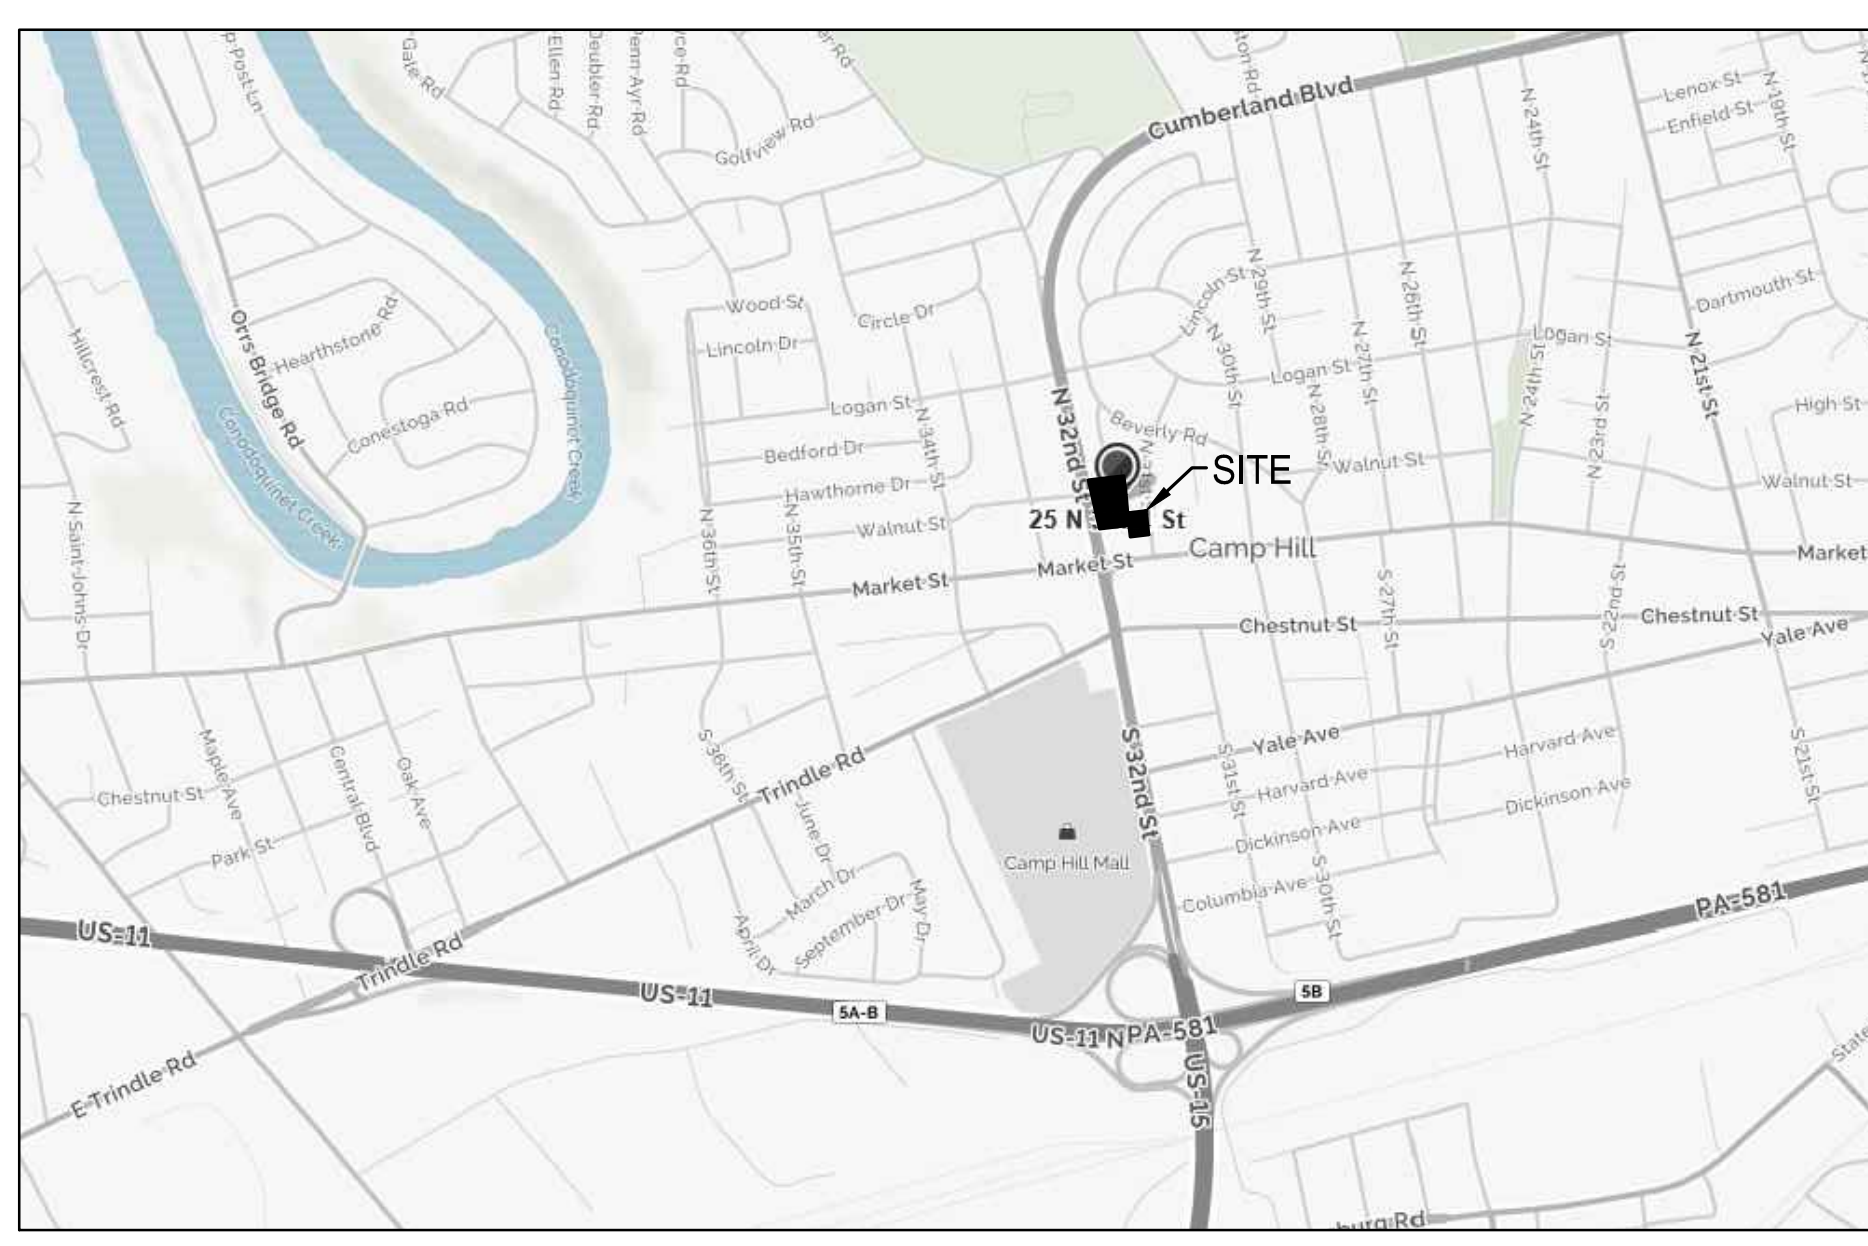 Gate Rd
Ellen Rd
Deubler Rd
Penn Ayr Rd
Cumberland Blvd
Lenox St
N 19th St
Enfield St
N 24th St
Golfview Rd
N 29th St
Lincoln St
N 26th St
Dartmouth St
Wood St
Circle Dr
Lincoln Dr
Orrs Bridge Rd
Hearthstone Rd
Hillcrest Rd
Conodoguinet Creek
N 30th St
N 27th St
Logan St
N 21st St
Logan St
N 24th St
Logan St
N 34th St
N 32nd St
N 28th St
N 23rd St
High St
Conestoga Rd
Conodoguinet Creek
Beverly Rd
Bedford Dr
Walnut St
SITE
Hawthorne Dr
Walnut St
N Saint Johns Dr
N 36th St
N 35th St
Walnut St
25 N
St
Camp Hill
Market St
Market St
Market
S 27th St
S 22nd St
Chestnut St
Chestnut St
Yale Ave
Maple Ave
Central Blvd
Oak Ave
S 36th St
S 32nd St
Yale Ave
Harvard Ave
S 21st St
Trindle Rd
S 31st St
Harvard Ave
Dickinson Ave
Chestnut St
June Dr
Dickinson Ave
Park St
Camp Hill Mall
March Dr
May Dr
S 30th St
Columbia Ave
September Dr
April Dr
PA-581
US-11
Trindle Rd
US-11
5A-B
5B
US-11 N
PA-581
US-15
E Trindle Rd
State
burg Rd